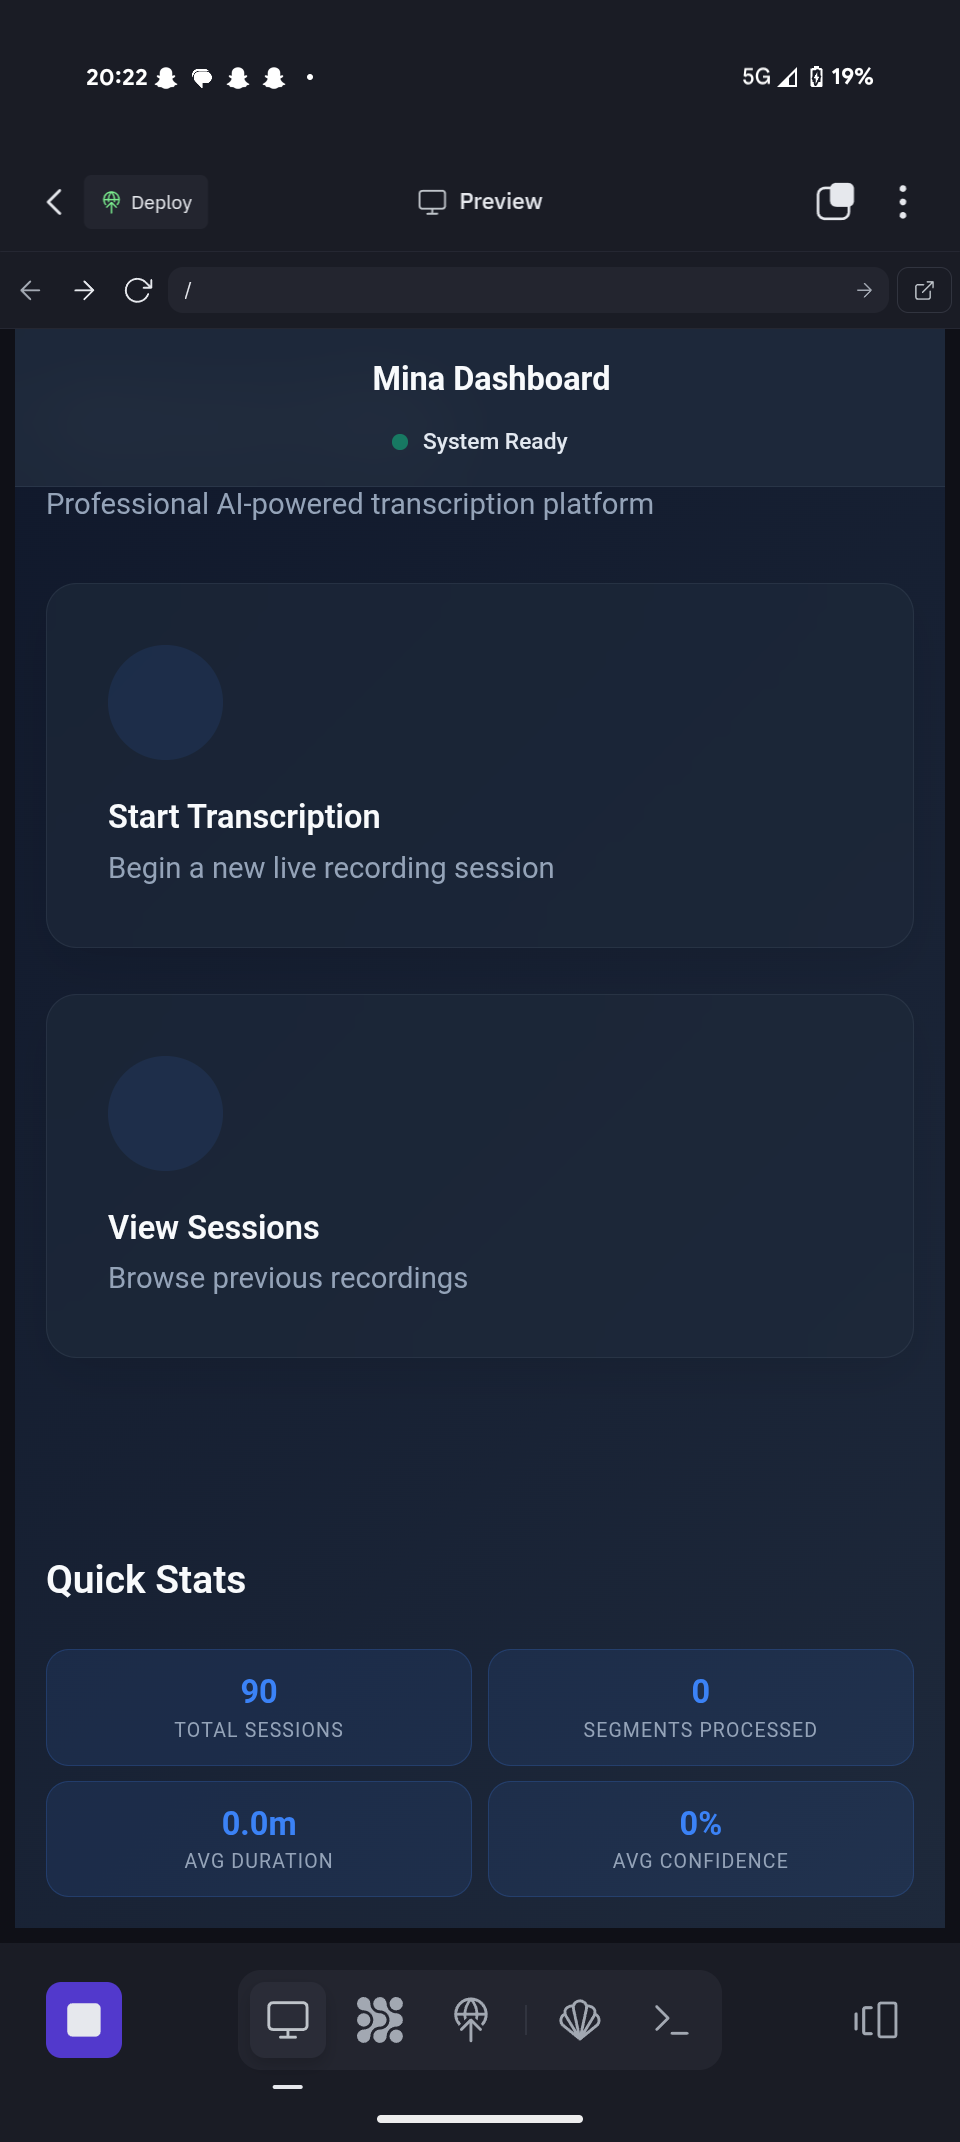 20:22
5G 19%
Deploy
Preview
/
Mina Dashboard
System Ready
Professional AI-powered transcription platform
Start Transcription
Begin a new live recording session
View Sessions
Browse previous recordings
Quick Stats
90
TOTAL SESSIONS
0
SEGMENTS PROCESSED
0.0m
AVG DURATION
0%
AVG CONFIDENCE